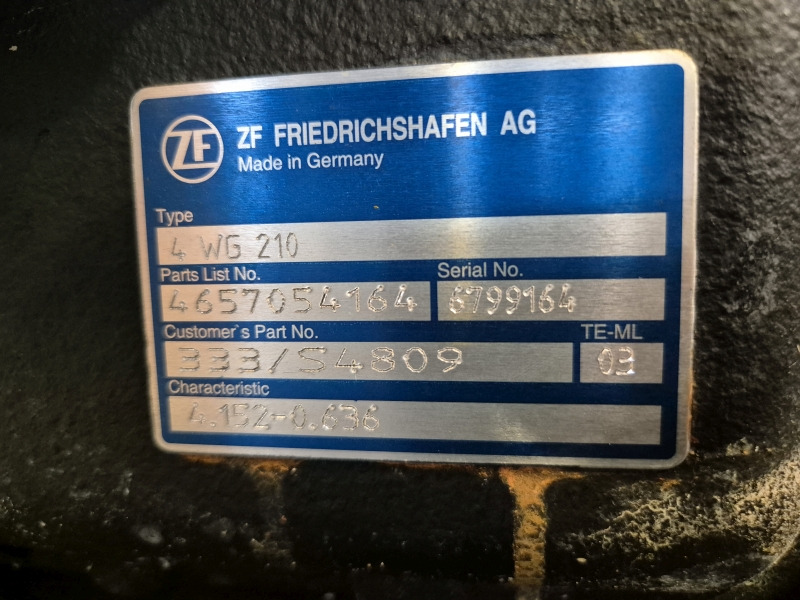 ZF
ZF FRIEDRICHSHAFEN AG
Made in Germany
Type
4 WG 210
Parts List No. Serial No.
4657054164 6799164
Customer`s Part No. TE-ML
333/S4809 03
Characteristic
4.152-0.636